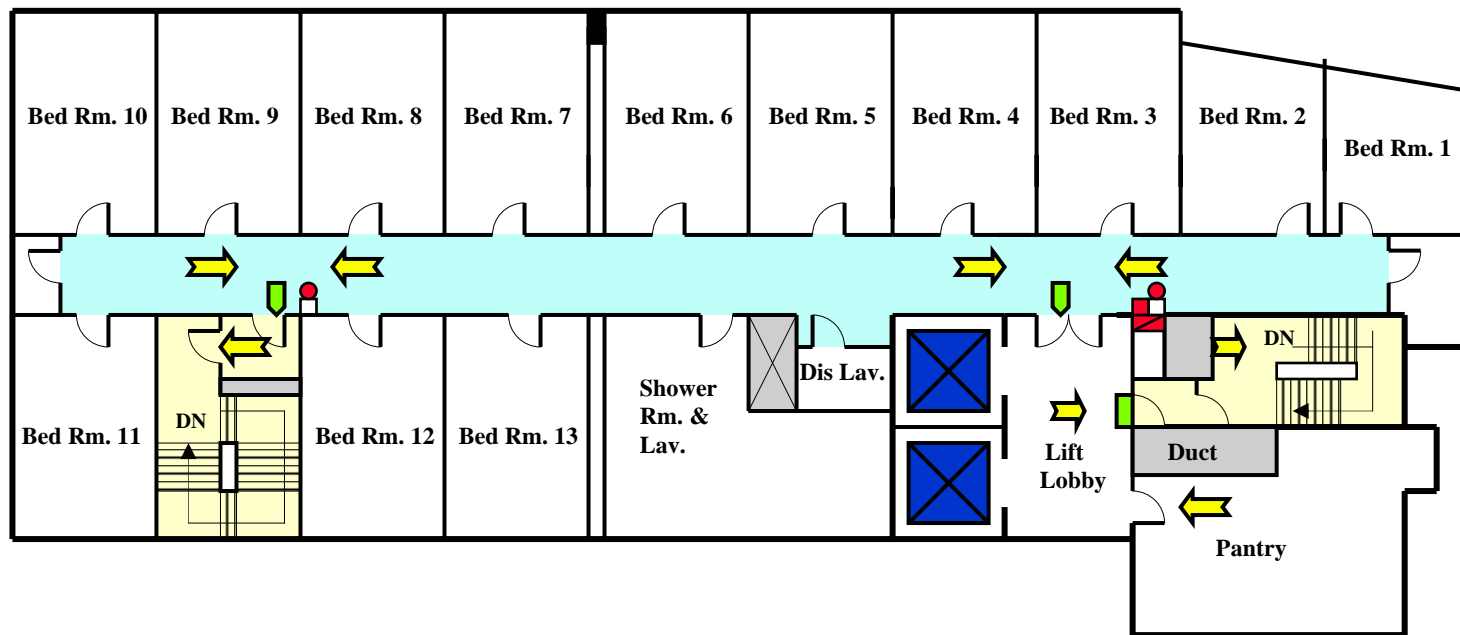 Bed Rm. 10
Bed Rm. 9
Bed Rm. 8
Bed Rm. 7
Bed Rm. 6
Bed Rm. 5
Bed Rm. 4
Bed Rm. 3
Bed Rm. 2
Bed Rm. 1
DN
Dis Lav.
Shower
Rm. &
Lav.
DN
Bed Rm. 11
Bed Rm. 12
Bed Rm. 13
Lift
Lobby
Duct
Pantry